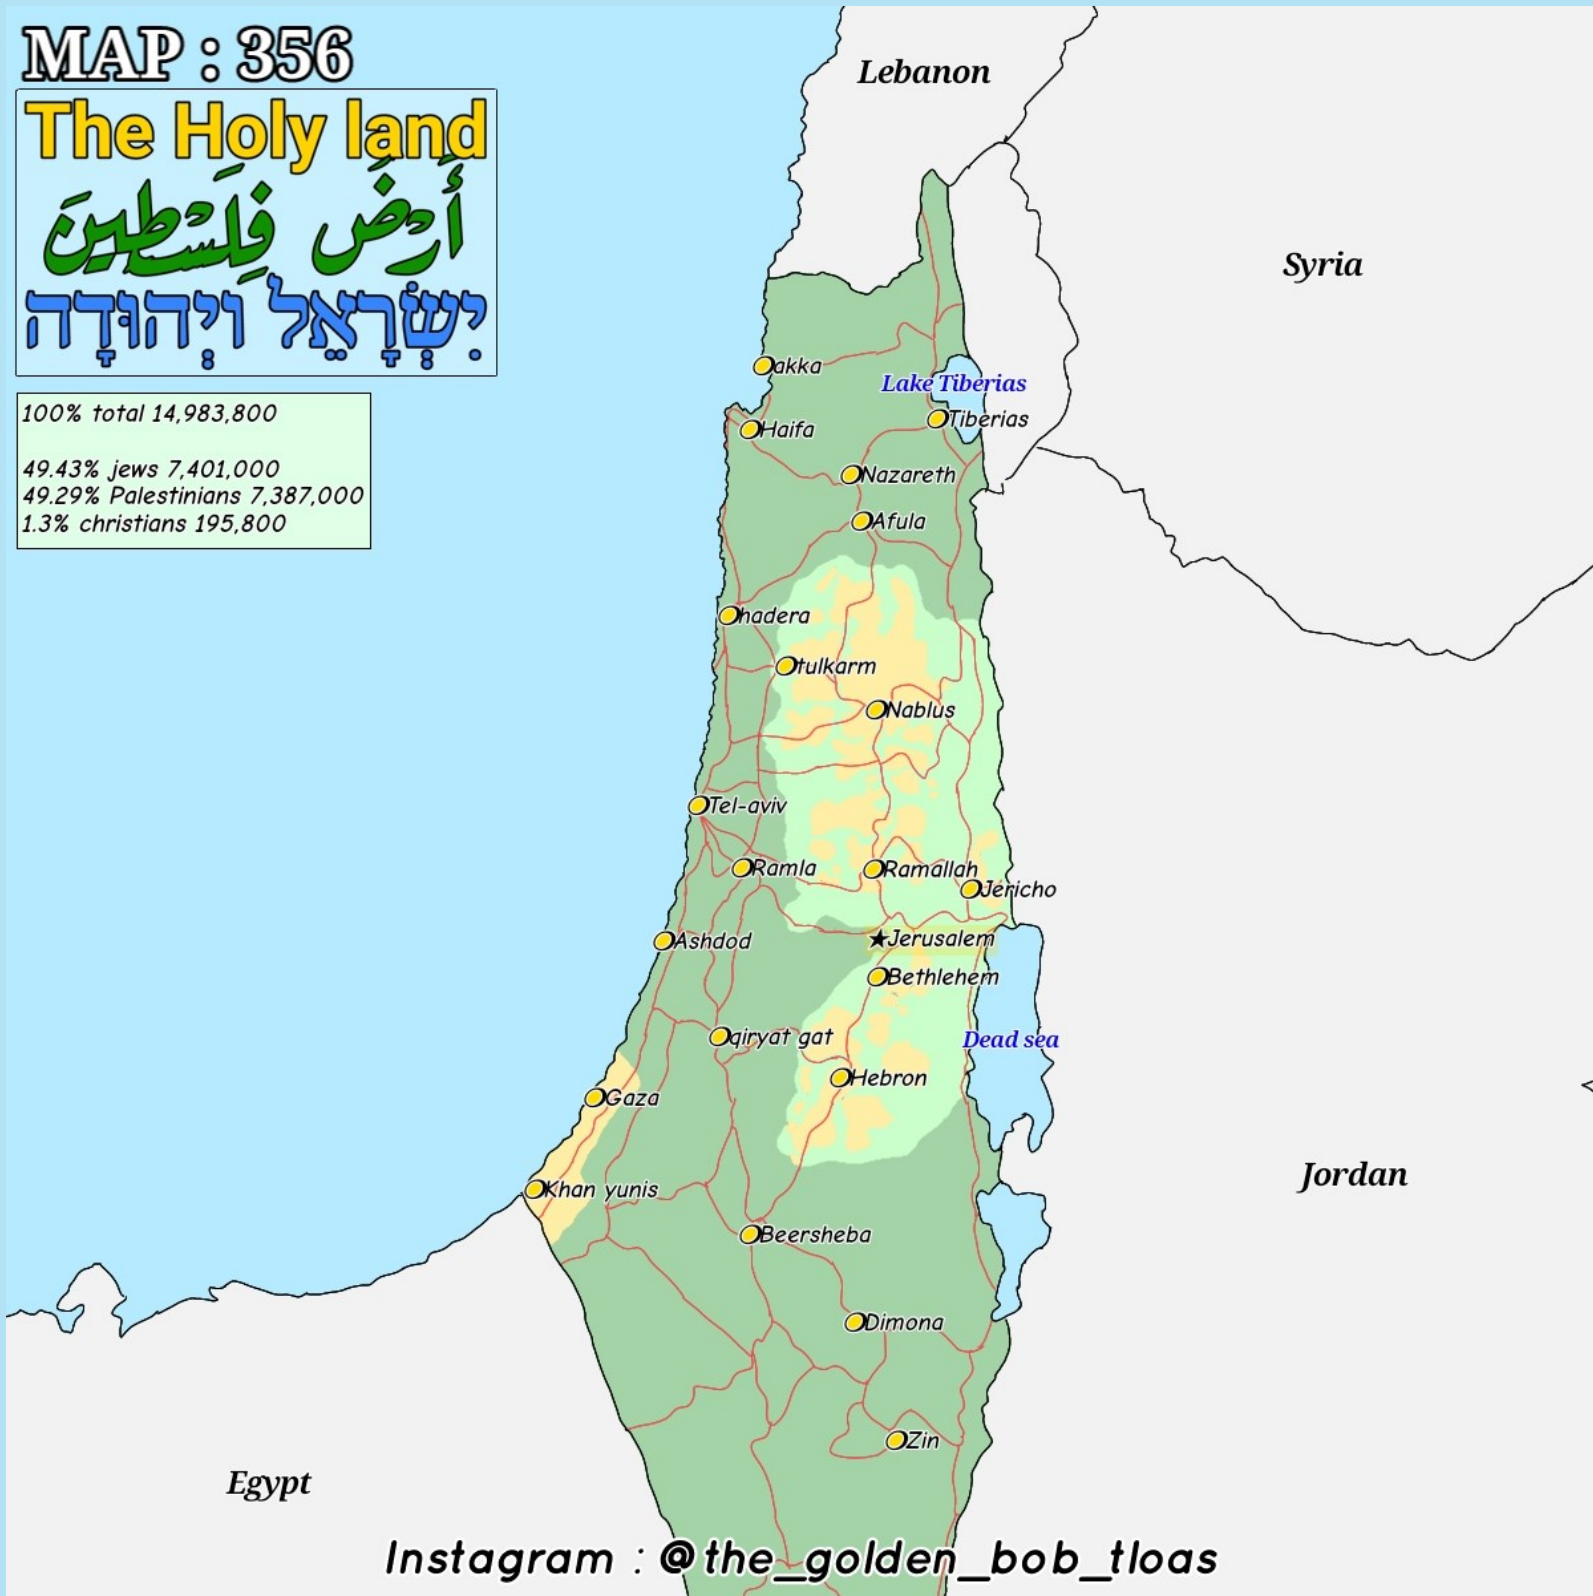 MAP : 356
The Holy land
أَرْضَ فِلَسْطِينَ
יִשְׂרָאֵל ויְהוּדָה
100% total 14,983,800
49.43% jews 7,401,000
49.29% Palestinians 7,387,000
1.3% christians 195,800
Lebanon
Syria
akka
Lake Tiberias
Tiberias
Haifa
Nazareth
Afula
hadera
tulkarm
Nablus
Tel-aviv
Ramla
Ramallah
Jericho
Ashdod
Jerusalem
Bethlehem
qiryat gat
Dead sea
Hebron
Gaza
Khan yunis
Jordan
Beersheba
Dimona
Zin
Egypt
Instagram : @the_golden_bob_tloas